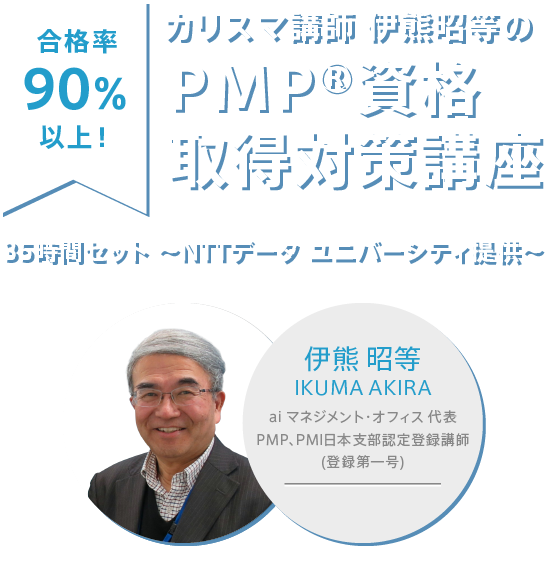 合格率
90%
以上！
カリスマ講師 伊熊昭等の
PMP®資格
取得対策講座
35時間セット ～NTTデータ ユニバーシティ提供～
伊熊 昭等
IKUMA AKIRA
ai マネジメント・オフィス 代表
PMP、PMI日本支部認定登録講師
(登録第一号)